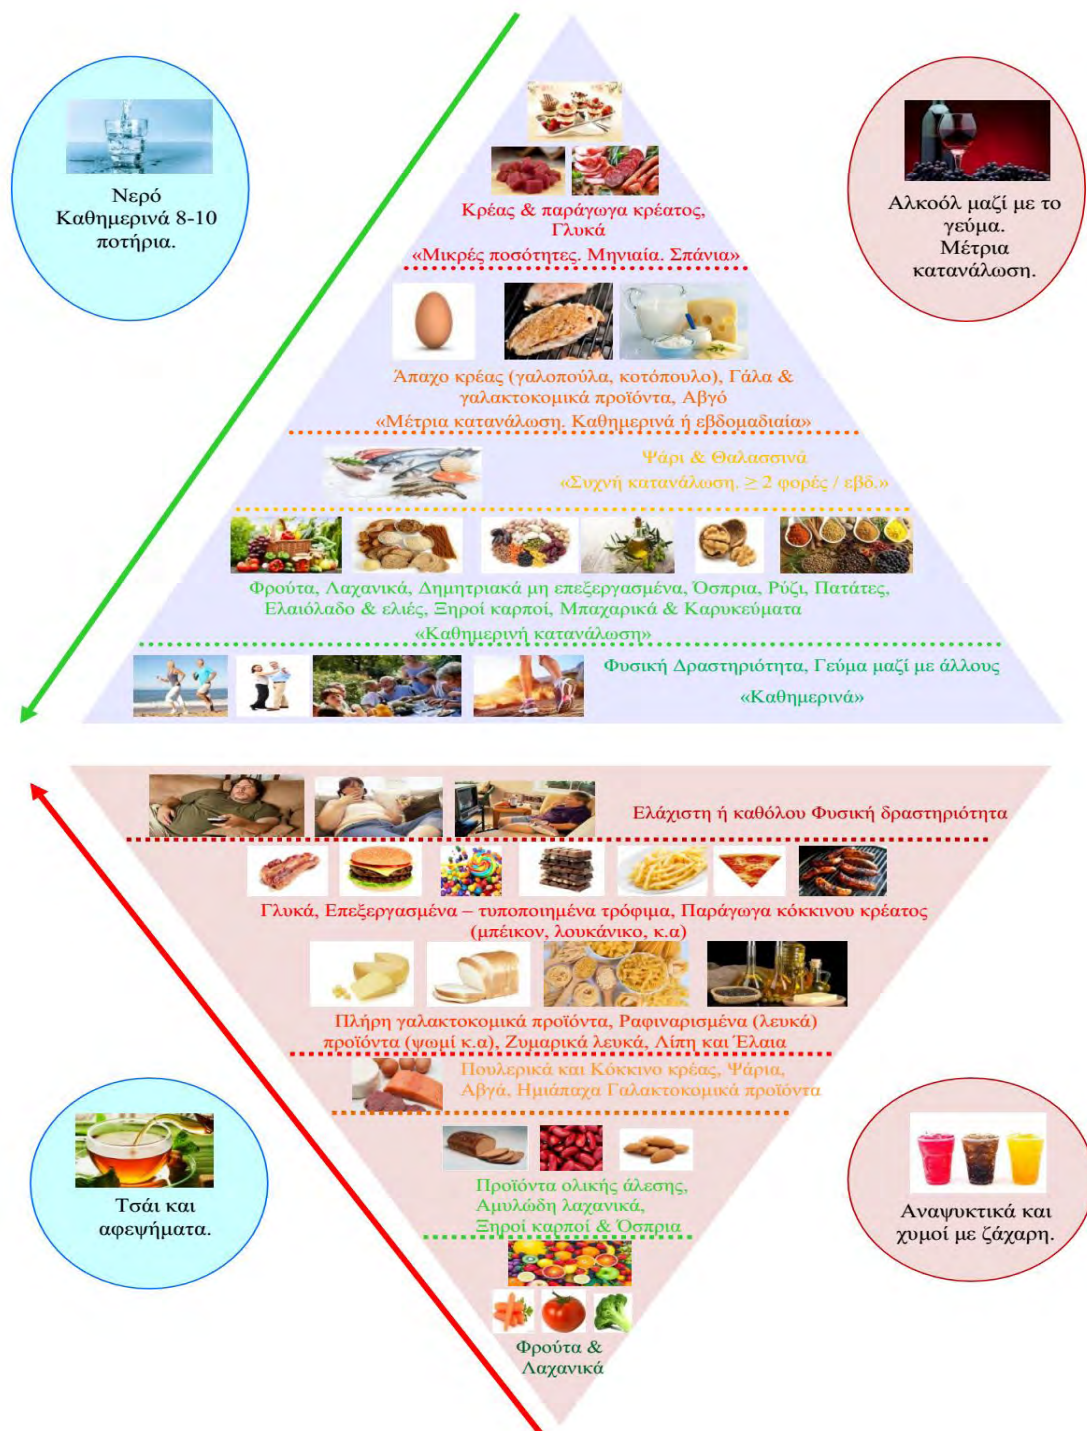 Νερό
Καθημερινά 8-10
ποτήρια.
Αλκοόλ μαζί με το
γεύμα.
Μέτρια
κατανάλωση.
Κρέας & παράγωγα κρέατος,
Γλυκά
«Μικρές ποσότητες. Μηνιαία. Σπάνια»
Άπαχο κρέας (γαλοπούλα, κοτόπουλο), Γάλα &
γαλακτοκομικά προϊόντα, Αβγό
«Μέτρια κατανάλωση. Καθημερινά ή εβδομαδιαία»
Ψάρι & Θαλασσινά
«Συχνή κατανάλωση. ≥ 2 φορές / εβδ.»
Φρούτα, Λαχανικά, Δημητριακά μη επεξεργασμένα, Όσπρια, Ρύζι, Πατάτες,
Ελαιόλαδο & ελιές, Ξηροί καρποί, Μπαχαρικά & Καρυκεύματα
«Καθημερινή κατανάλωση»
Φυσική Δραστηριότητα, Γεύμα μαζί με άλλους
«Καθημερινά»
Ελάχιστη ή καθόλου Φυσική δραστηριότητα
Γλυκά, Επεξεργασμένα – τυποποιημένα τρόφιμα, Παράγωγα κόκκινου κρέατος
(μπέικον, λουκάνικο, κ.α)
Πλήρη γαλακτοκομικά προϊόντα, Ραφιναρισμένα (λευκά)
προϊόντα (ψωμί κ.α), Ζυμαρικά λευκά, Λίπη και Έλαια
Πουλερικά και Κόκκινο κρέας, Ψάρια,
Αβγά, Ημιάπαχα Γαλακτοκομικά προϊόντα
Προϊόντα ολικής άλεσης,
Αμυλώδη λαχανικά,
Ξηροί καρποί & Όσπρια
Τσάι και
αφεψήματα.
Αναψυκτικά και
χυμοί με ζάχαρη.
Φρούτα &
Λαχανικά